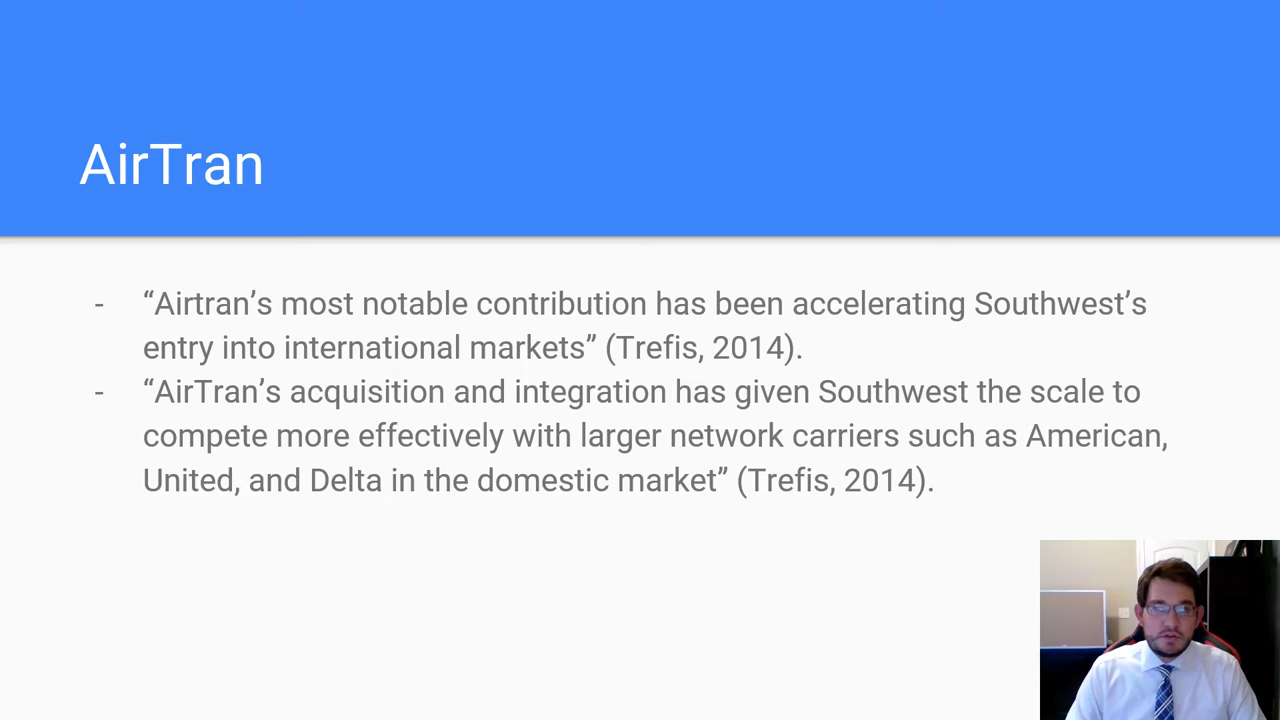 AirTran
- “Airtran’s most notable contribution has been accelerating Southwest’s
entry into international markets” (Trefis, 2014).
- “AirTran’s acquisition and integration has given Southwest the scale to
compete more effectively with larger network carriers such as American,
United, and Delta in the domestic market” (Trefis, 2014).